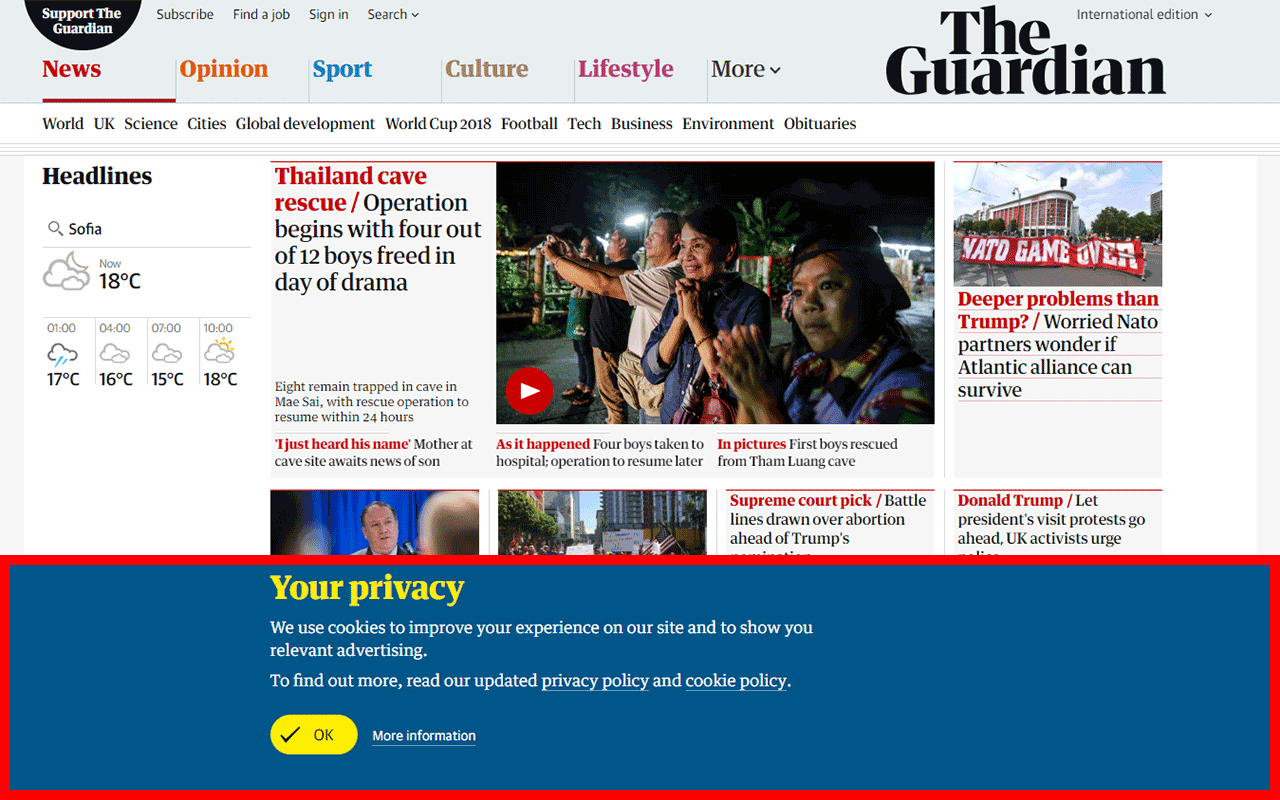 Support The
Guardian
Subscribe
Find a job
Sign in
Search
International edition
The
Guardian
News
Opinion
Sport
Culture
Lifestyle
More
World
UK
Science
Cities
Global development
World Cup 2018
Football
Tech
Business
Environment
Obituaries
Headlines
Sofia
Now
18°C
01:00
04:00
07:00
10:00
17°C
16°C
15°C
18°C
Thailand cave
rescue / Operation
begins with four out
of 12 boys freed in
day of drama
Eight remain trapped in cave in
Mae Sai, with rescue operation to
resume within 24 hours
'I just heard his name' Mother at
cave site awaits news of son
As it happened Four boys taken to
hospital; operation to resume later
In pictures First boys rescued
from Tham Luang cave
NATO GAME OVER
Deeper problems than
Trump? / Worried Nato
partners wonder if
Atlantic alliance can
survive
Supreme court pick / Battle
lines drawn over abortion
ahead of Trump's
nomination
Donald Trump / Let
president's visit protests go
ahead, UK activists urge
police
Your privacy
We use cookies to improve your experience on our site and to show you
relevant advertising.
To find out more, read our updated privacy policy and cookie policy.
OK
More information